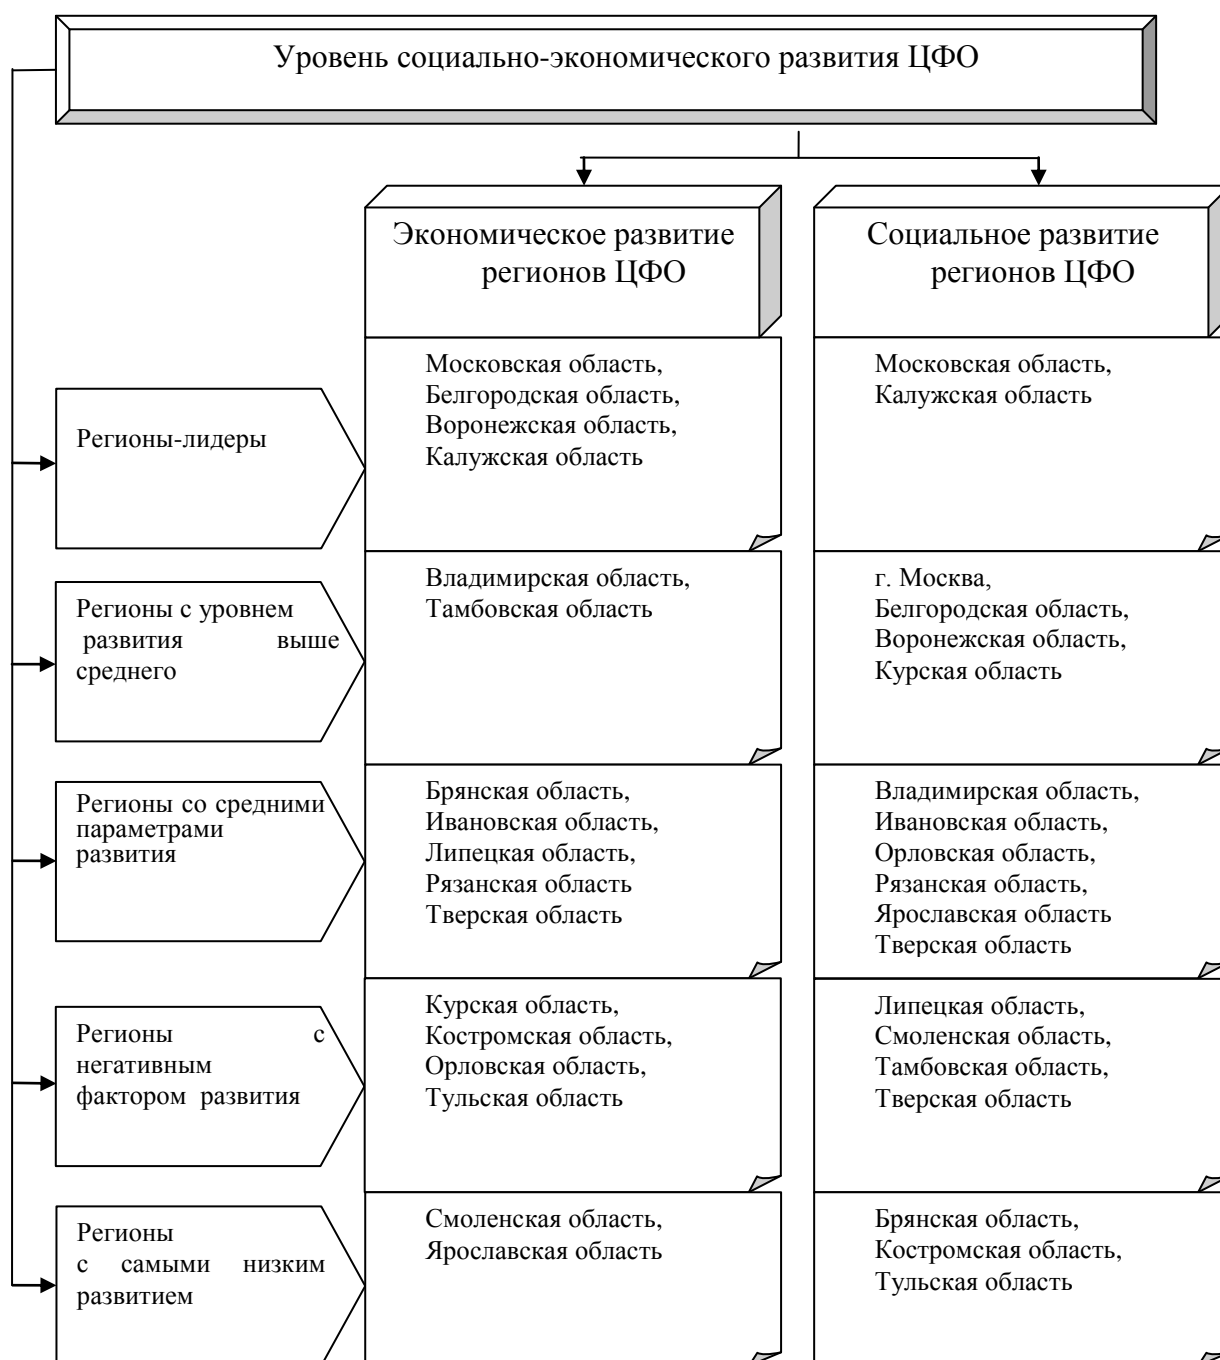 Уровень социально-экономического развития ЦФО
Экономическое развитие
регионов ЦФО
Социальное развитие
регионов ЦФО
Регионы-лидеры
Московская область,
Белгородская область,
Воронежская область,
Калужская область
Московская область,
Калужская область
Регионы с уровнем
развития выше
среднего
Владимирская область,
Тамбовская область
г. Москва,
Белгородская область,
Воронежская область,
Курская область
Регионы со средними
параметрами
развития
Брянская область,
Ивановская область,
Липецкая область,
Рязанская область
Тверская область
Владимирская область,
Ивановская область,
Орловская область,
Рязанская область,
Ярославская область
Тверская область
Регионы с
негативным
фактором развития
Курская область,
Костромская область,
Орловская область,
Тульская область
Липецкая область,
Смоленская область,
Тамбовская область,
Тверская область
Регионы
с самыми низким
развитием
Смоленская область,
Ярославская область
Брянская область,
Костромская область,
Тульская область